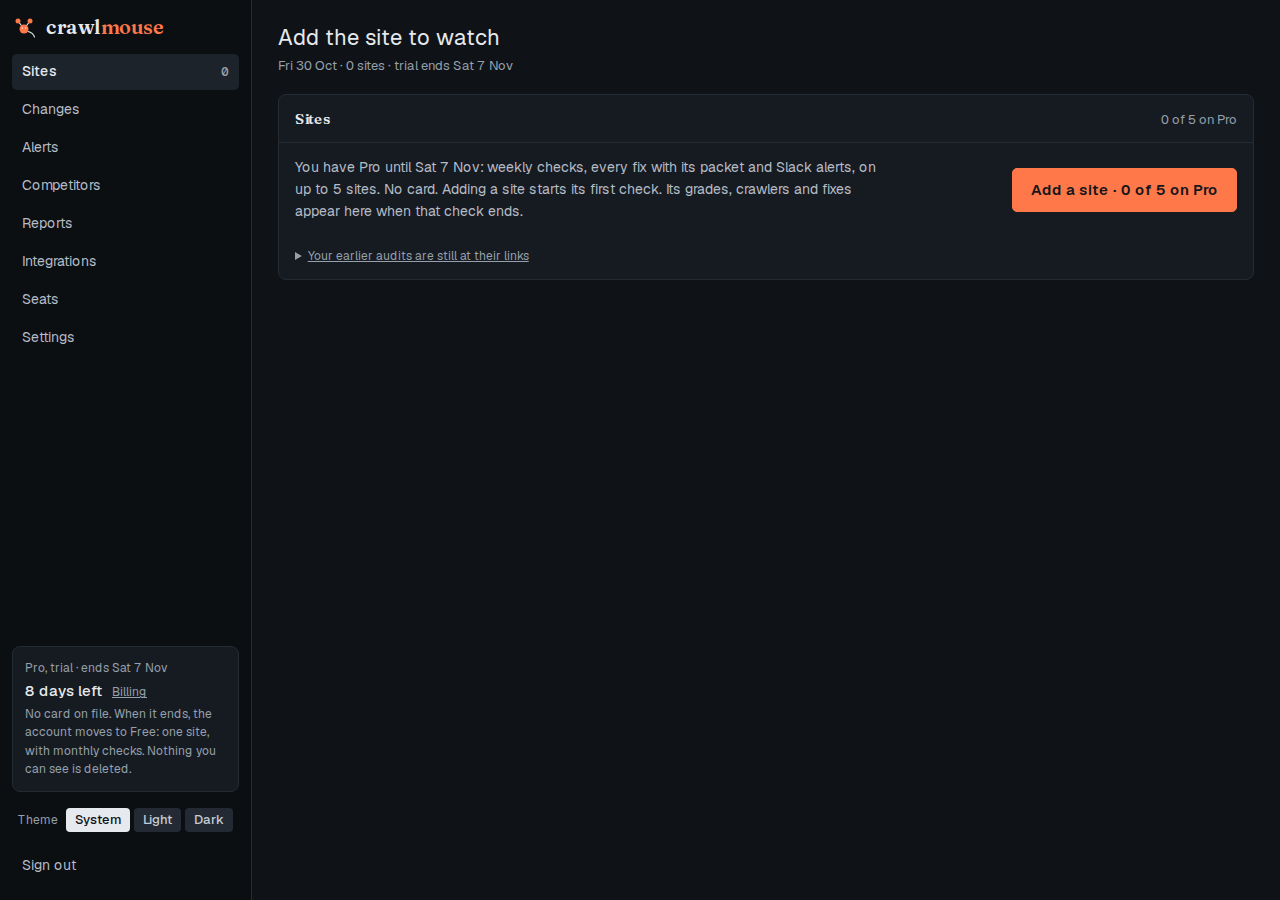 crawlmouse
Sites 0
Changes
Alerts
Competitors
Reports
Integrations
Seats
Settings
Pro, trial · ends Sat 7 Nov
8 days left Billing
No card on file. When it ends, the
account moves to Free: one site,
with monthly checks. Nothing you
can see is deleted.
Theme System Light Dark
Sign out
Add the site to watch
Fri 30 Oct · 0 sites · trial ends Sat 7 Nov
Sites 0 of 5 on Pro
You have Pro until Sat 7 Nov: weekly checks, every fix with its packet and Slack alerts, on
up to 5 sites. No card. Adding a site starts its first check. Its grades, crawlers and fixes
appear here when that check ends.
Add a site · 0 of 5 on Pro
Your earlier audits are still at their links